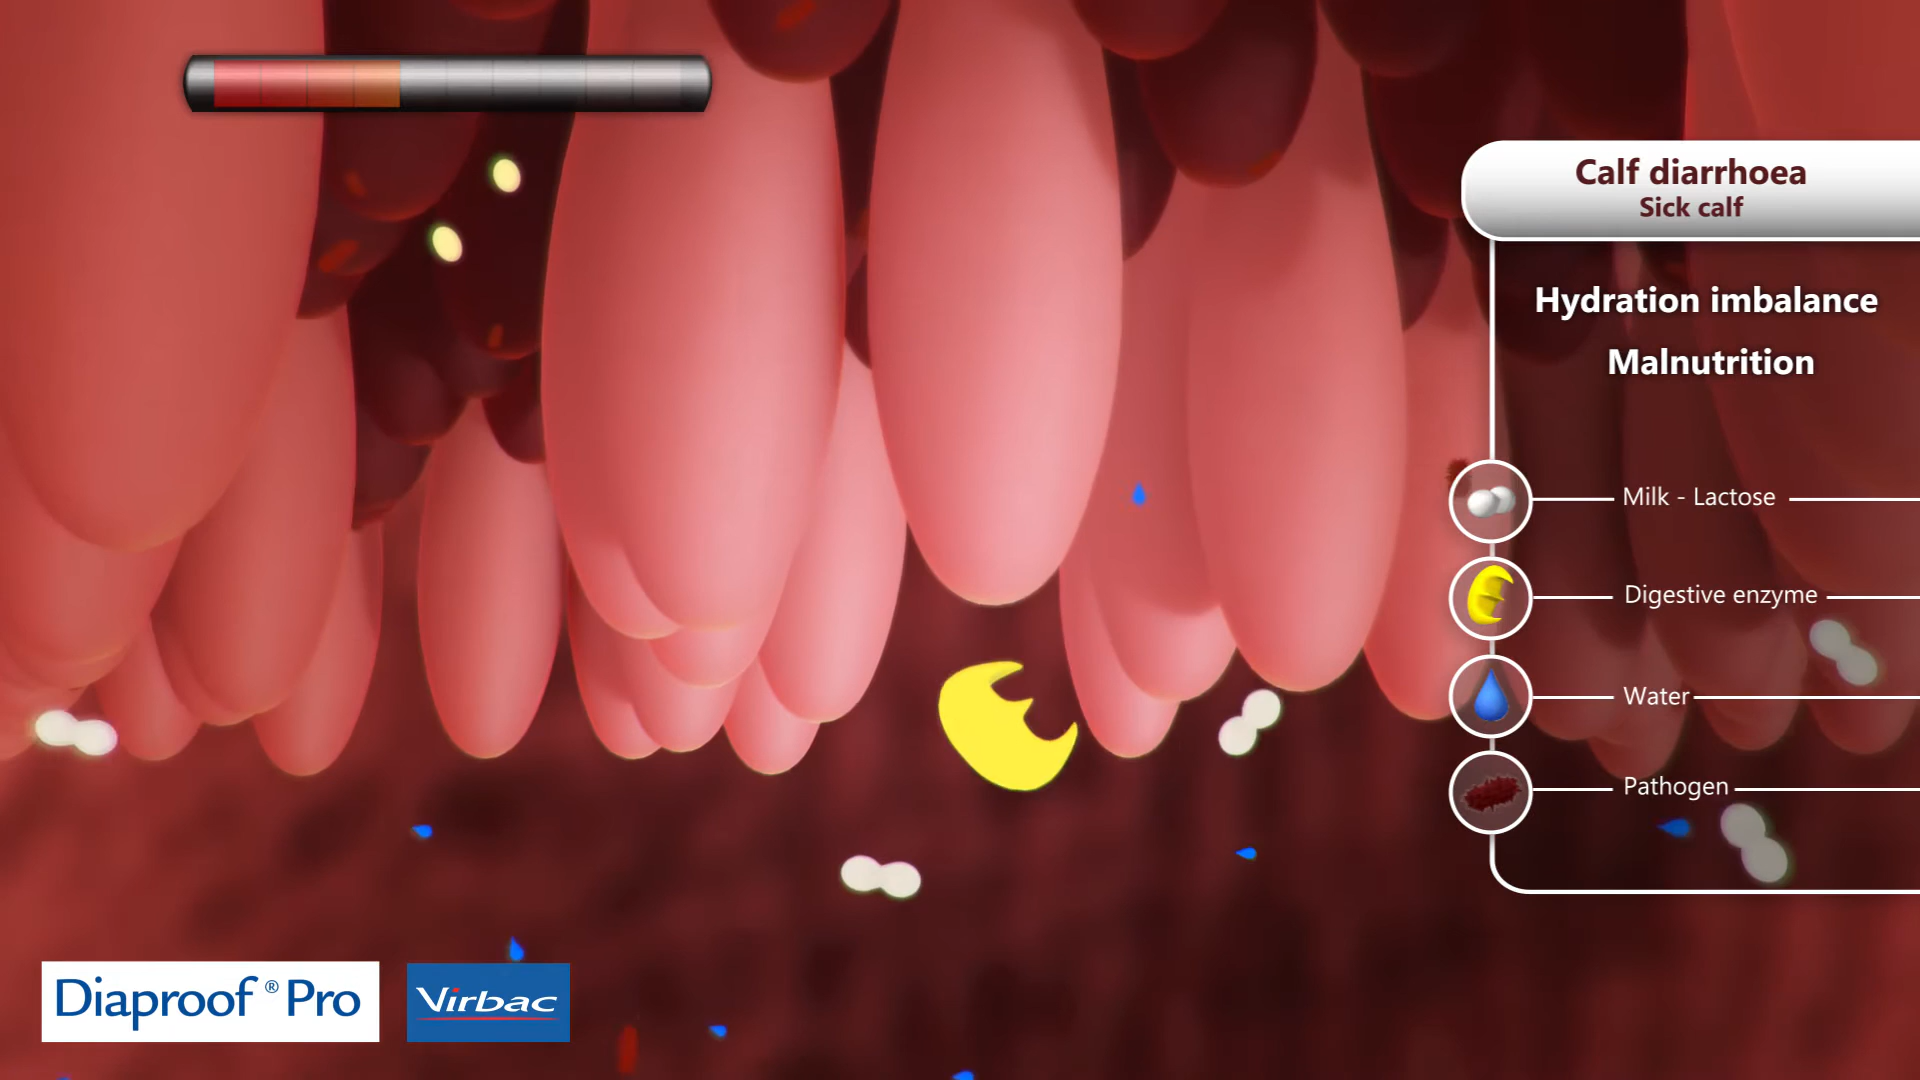 Calf diarrhoea
Sick calf
Hydration imbalance
Malnutrition
Milk - Lactose
Digestive enzyme
Water
Pathogen
Diaproof® Pro
Virbac